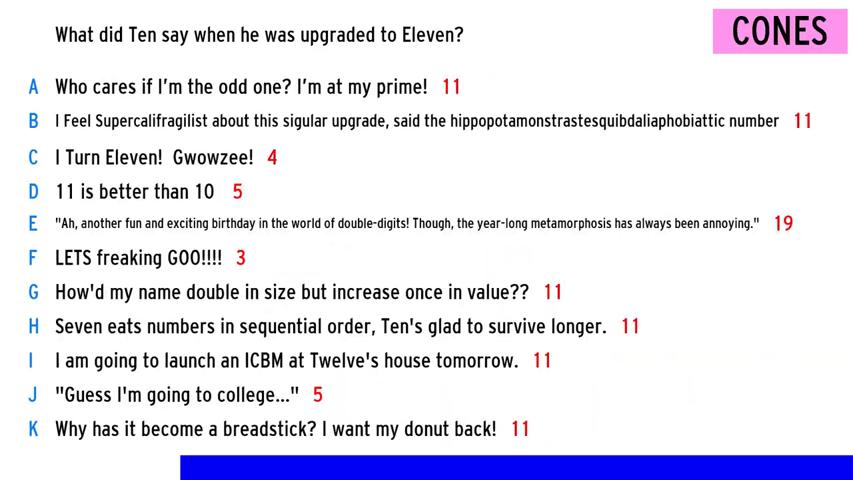 What did Ten say when he was upgraded to Eleven?
CONES
A Who cares if I'm the odd one? I'm at my prime! 11
B I Feel Supercalifragilist about this sigular upgrade, said the hippopotamonstrastesquibdaliaphobiattic number 11
C I Turn Eleven! Gwowzee! 4
D 11 is better than 10 5
E "Ah, another fun and exciting birthday in the world of double-digits! Though, the year-long metamorphosis has always been annoying." 19
F LETS freaking GOO!!!! 3
G How'd my name double in size but increase once in value?? 11
H Seven eats numbers in sequential order, Ten's glad to survive longer. 11
I I am going to launch an ICBM at Twelve's house tomorrow. 11
J "Guess I'm going to college..." 5
K Why has it become a breadstick? I want my donut back! 11